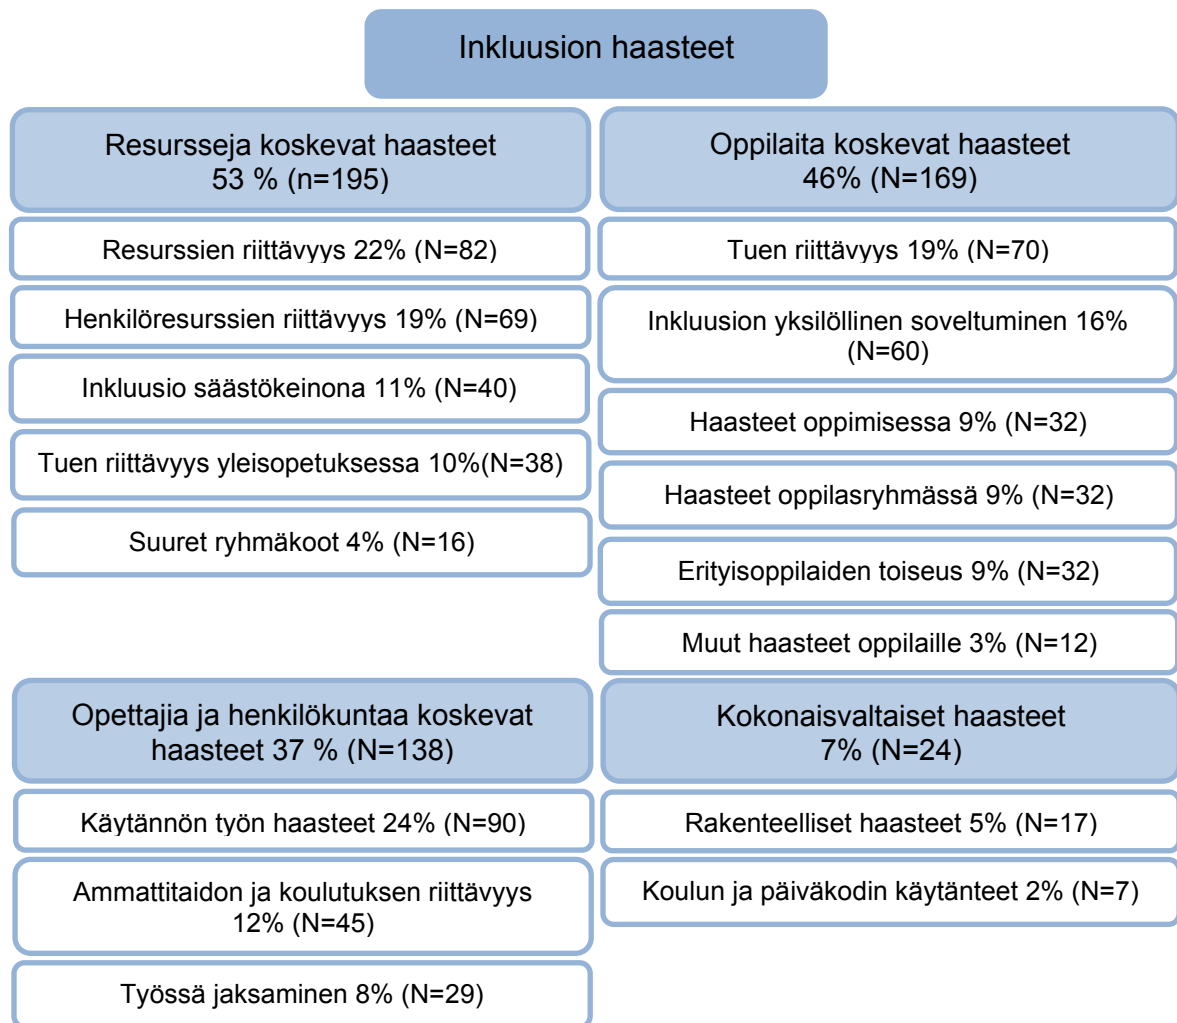 Inkluusion haasteet
Resursseja koskevat haasteet
53 % (n=195)
Resurssien riittävyys 22% (N=82)
Henkilöresurssien riittävyys 19% (N=69)
Inkluusio säästökeinona 11% (N=40)
Tuen riittävyys yleisopetuksessa 10%(N=38)
Suuret ryhmäkoot 4% (N=16)
Oppilaita koskevat haasteet
46% (N=169)
Tuen riittävyys 19% (N=70)
Inkluusion yksilöllinen soveltuminen 16%
(N=60)
Haasteet oppimisessa 9% (N=32)
Haasteet oppilasryhmässä 9% (N=32)
Erityisoppilaiden toiseus 9% (N=32)
Muut haasteet oppilaille 3% (N=12)
Opettajia ja henkilökuntaa koskevat
haasteet 37 % (N=138)
Käytännön työn haasteet 24% (N=90)
Ammattitaidon ja koulutuksen riittävyys
12% (N=45)
Työssä jaksaminen 8% (N=29)
Kokonaisvaltaiset haasteet
7% (N=24)
Rakenteelliset haasteet 5% (N=17)
Koulun ja päiväkodin käytänteet 2% (N=7)